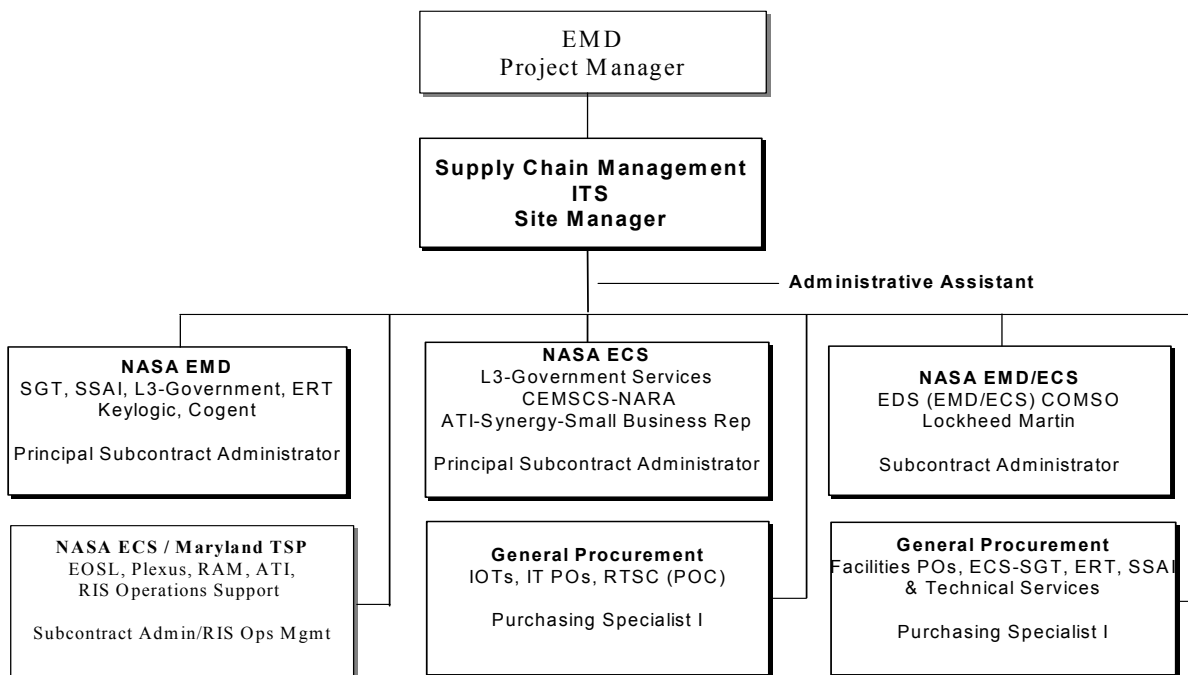 EMD
Project Manager
Supply Chain Management
ITS
Site Manager
Administrative Assistant
NASA EMD
SGT, SSAI, L3-Government, ERT
Keylogic, Cogent
Principal Subcontract Administrator
NASA ECS
L3-Government Services
CEMSCS-NARA
ATI-Synergy-Small Business Rep
Principal Subcontract Administrator
NASA EMD/ECS
EDS (EMD/ECS) COMSO
Lockheed Martin
Subcontract Administrator
NASA ECS / Maryland TSP
EOSL, Plexus, RAM, ATI,
RIS Operations Support
Subcontract Admin/RIS Ops Mgmt
General Procurement
IOTs, IT POs, RTSC (POC)
Purchasing Specialist I
General Procurement
Facilities POs, ECS-SGT, ERT, SSAI
& Technical Services
Purchasing Specialist I